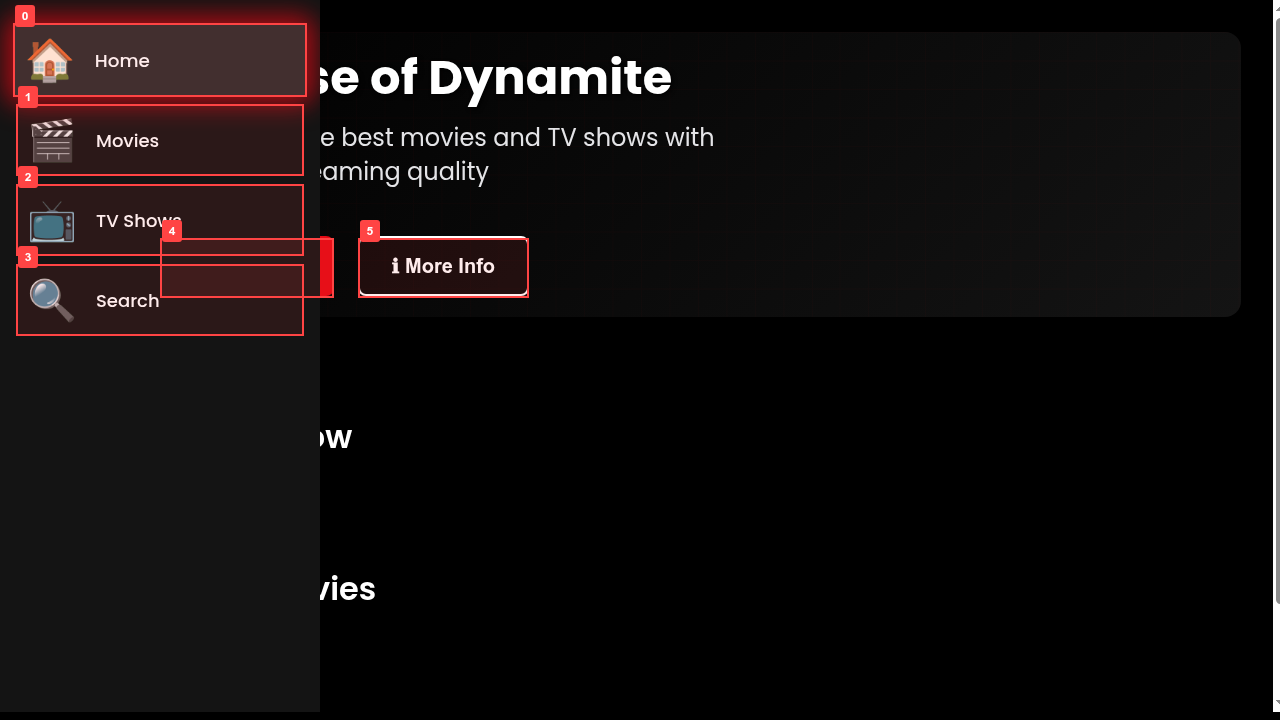 0
Home
1
Movies
2
TV Shows
3
Search
4
5
se of Dynamite
e best movies and TV shows with
eaming quality
ℹ More Info
ow
vies